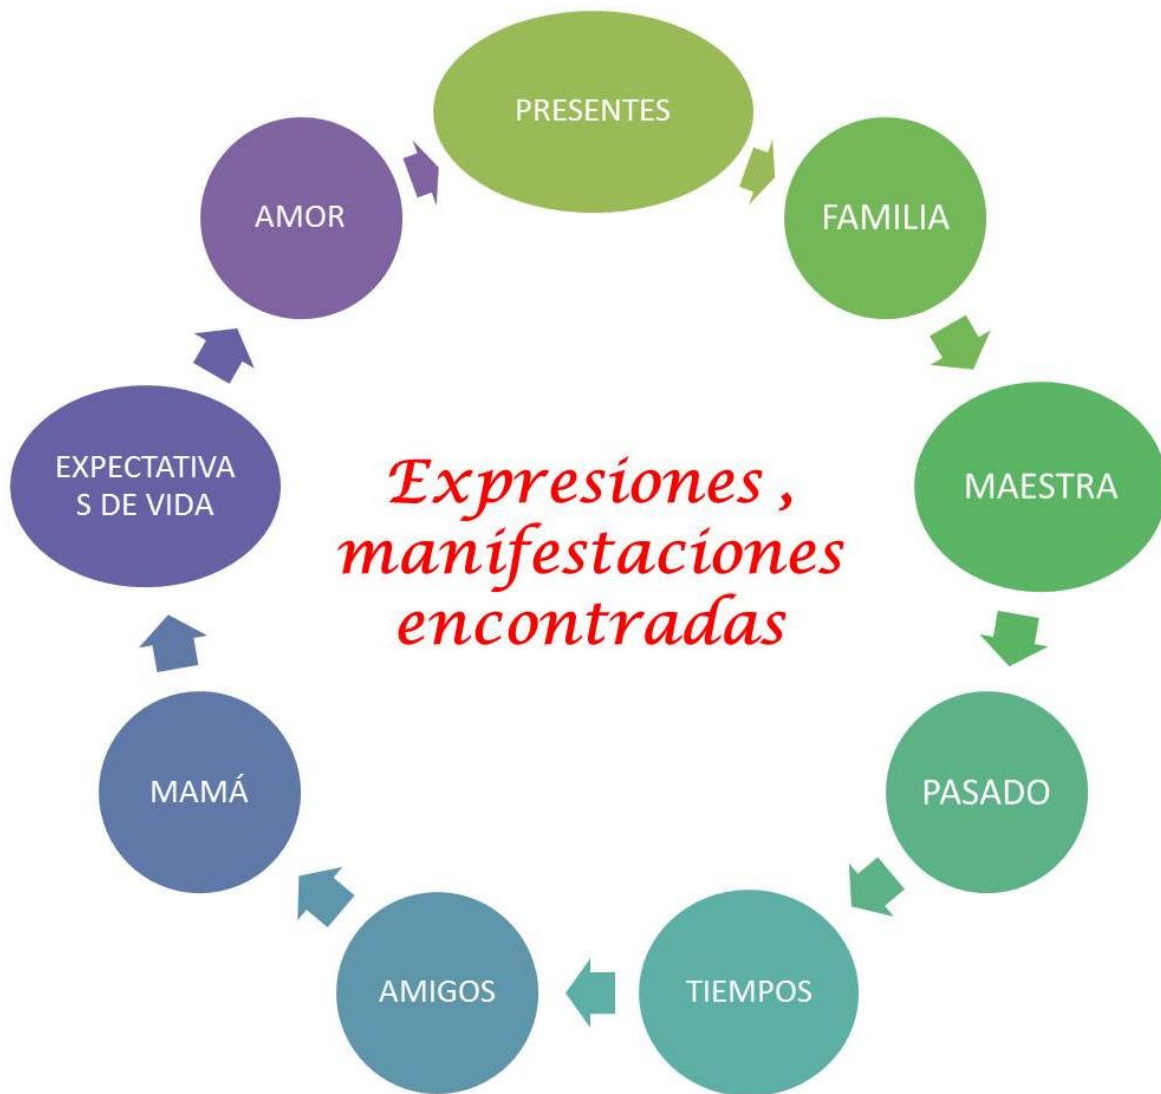 PRESENTES
FAMILIA
MAESTRA
PASADO
TIEMPOS
AMIGOS
MAMÁ
EXPECTATIVA
S DE VIDA
AMOR
Expresiones ,
manifestaciones
encontradas